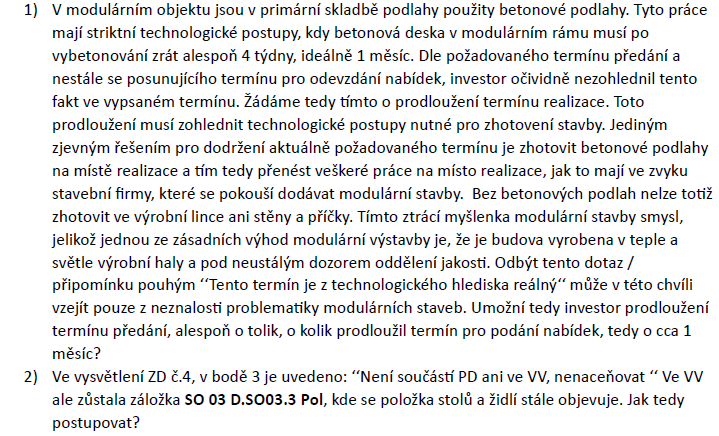 1) V modulárním objektu jsou v primární skladbě podlahy použity betonové podlahy. Tyto práce
mají striktní technologické postupy, kdy betonová deska v modulárním rámu musí po
vybetonování zrát alespoň 4 týdny, ideálně 1 měsíc. Dle požadovaného termínu předání a
nestále se posunujícího termínu pro odevzdání nabídek, investor očividně nezohlednil tento
fakt ve vypsaném termínu. Žádáme tedy tímto o prodloužení termínu realizace. Toto
prodloužení musí zohlednit technologické postupy nutné pro zhotovení stavby. Jediným
zjevným řešením pro dodržení aktuálně požadovaného termínu je zhotovit betonové podlahy
na místě realizace a tím tedy přenést veškeré práce na místo realizace, jak to mají ve zvyku
stavební firmy, které se pokouší dodávat modulární stavby. Bez betonových podlah nelze totiž
zhotovit ve výrobní lince ani stěny a příčky. Tímto ztrácí myšlenka modulární stavby smysl,
jelikož jednou ze zásadních výhod modulární výstavby je, že je budova vyrobena v teple a
světle výrobní haly a pod neustálým dozorem oddělení jakosti. Odbýt tento dotaz /
připomínku pouhým ‘‘Tento termín je z technologického hlediska reálný‘‘ může v této chvíli
vzejít pouze z neznalosti problematiky modulárních staveb. Umožní tedy investor prodloužení
termínu předání, alespoň o tolik, o kolik prodloužil termín pro podání nabídek, tedy o cca 1
měsíc?
2) Ve vysvětlení ZD č.4, v bodě 3 je uvedeno: ‘‘Není součástí PD ani ve VV, nenaceňovat ‘‘ Ve VV
ale zůstala záložka SO 03 D.SO03.3 Pol, kde se položka stolů a židlí stále objevuje. Jak tedy
postupovat?